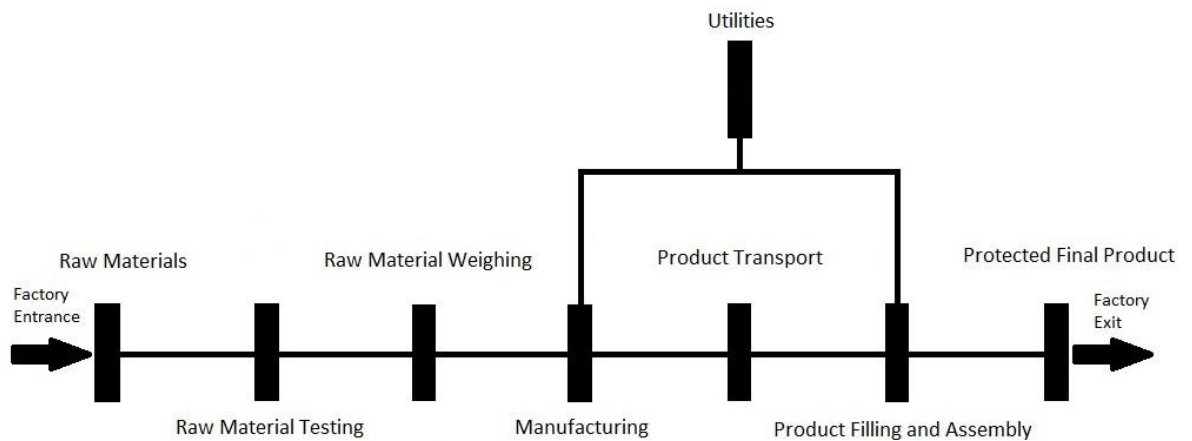 Utilities
Raw Materials
Raw Material Weighing
Product Transport
Protected Final Product
Factory
Entrance
Factory
Exit
Raw Material Testing
Manufacturing
Product Filling and Assembly